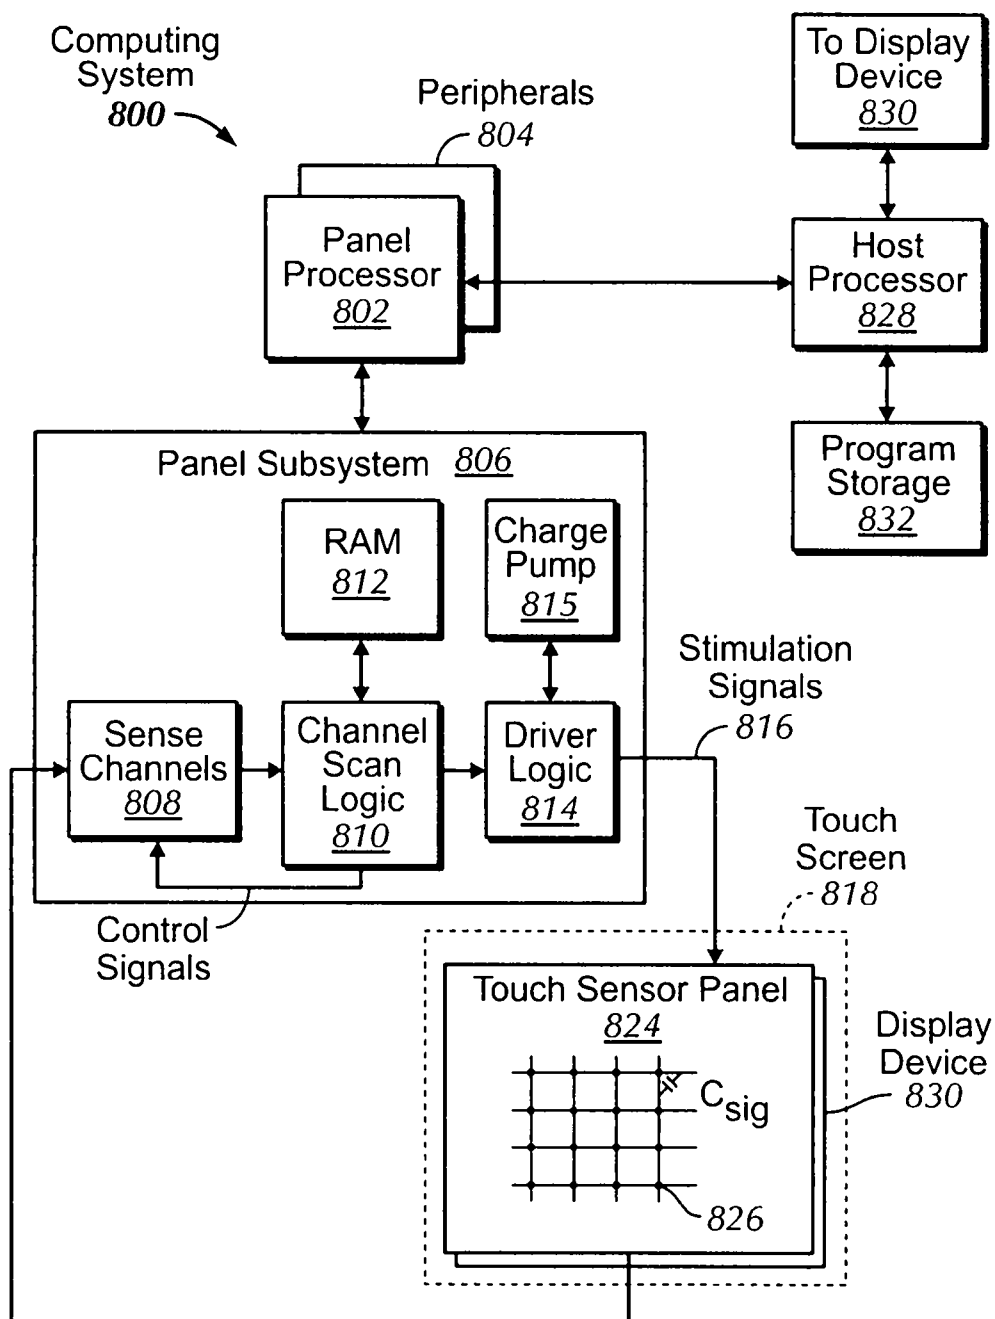 Computing
System
800
Peripherals
804
To Display
Device
830
Panel
Processor
802
Host
Processor
828
Program
Storage
832
Panel Subsystem 806
RAM
812
Charge
Pump
815
Sense
Channels
808
Channel
Scan
Logic
810
Driver
Logic
814
Stimulation
Signals
816
Control
Signals
Touch
Screen
818
Touch Sensor Panel
824
Csig
826
Display
Device
830